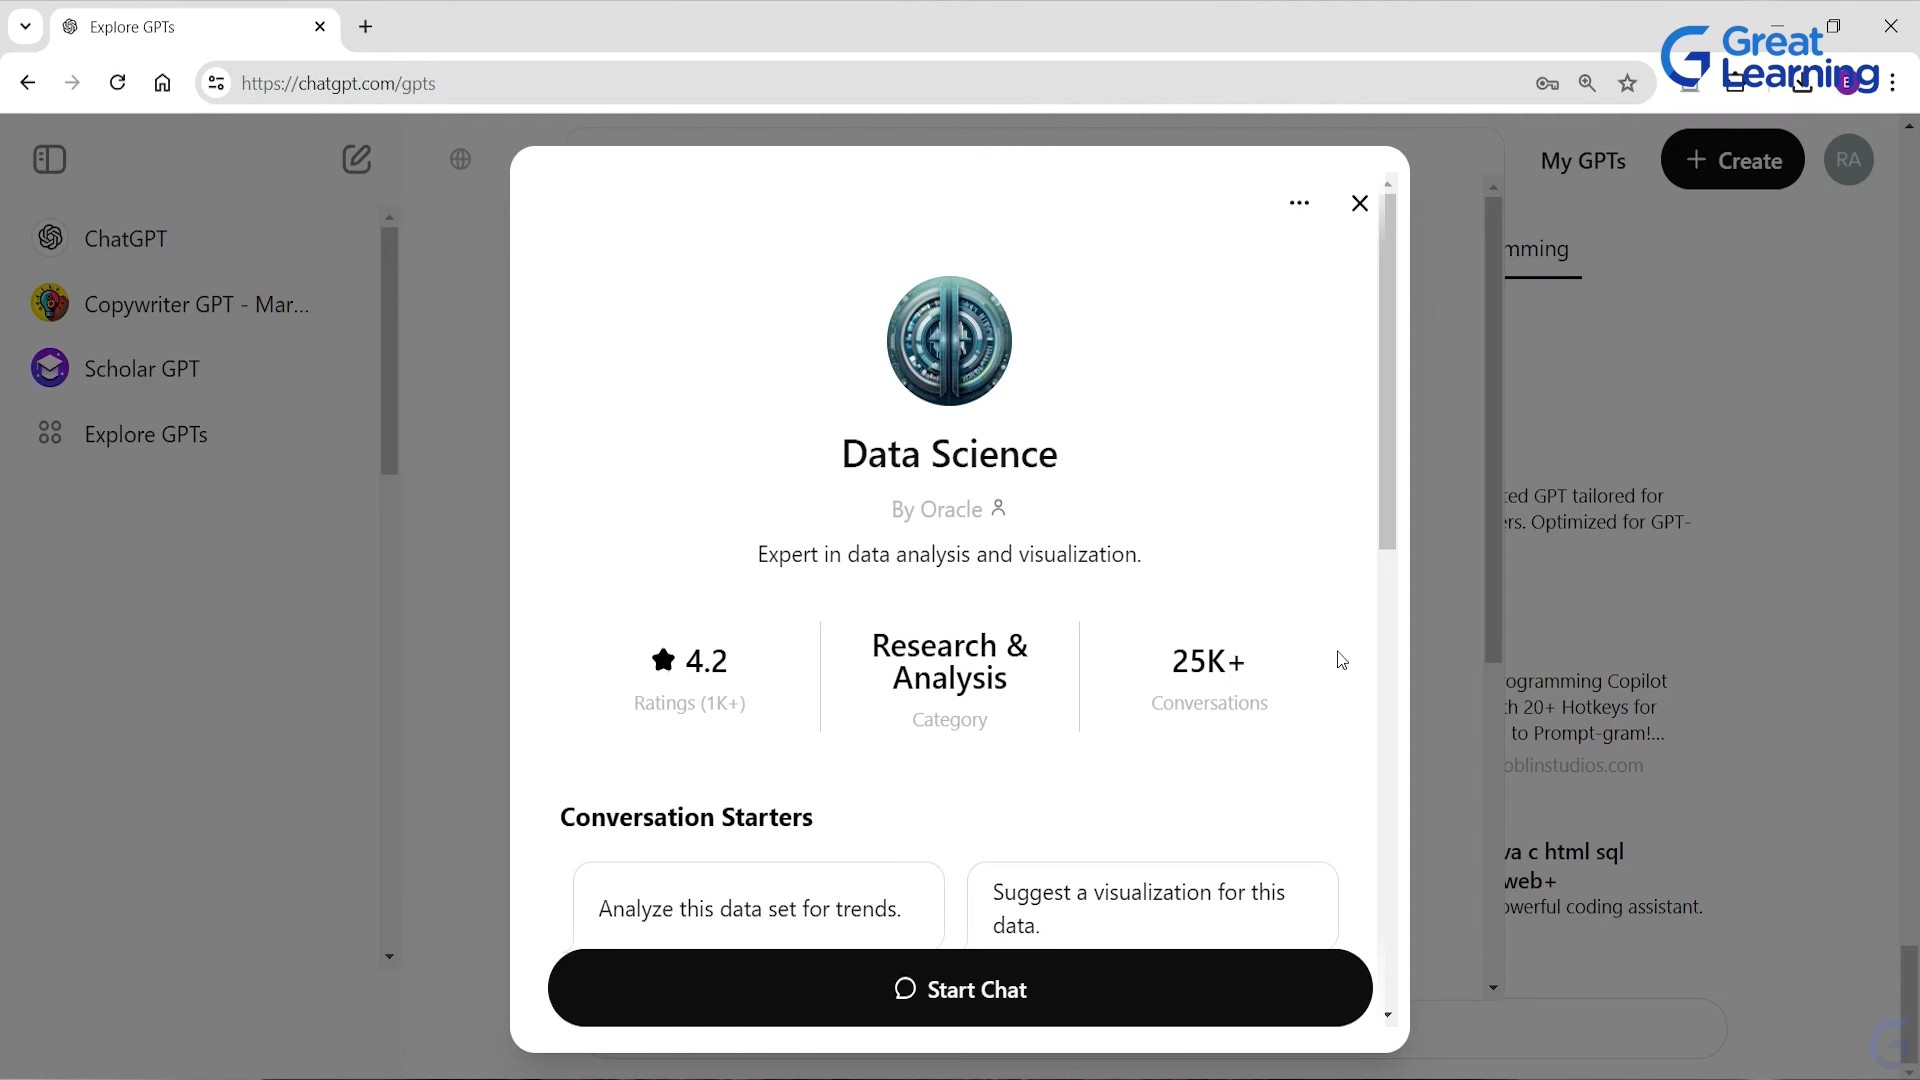 Explore GPTs
Great
Learning
https://chatgpt.com/gpts
E
My GPTs
Create
RA
ChatGPT
Copywriter GPT - Mar...
Scholar GPT
Explore GPTs
Data Science
By Oracle
Expert in data analysis and visualization.
4.2
Ratings (1K+)
Research &
Analysis
Category
25K+
Conversations
Conversation Starters
Analyze this data set for trends.
Suggest a visualization for this
data.
Start Chat
mming
ted GPT tailored for
rs. Optimized for GPT-
ogramming Copilot
h 20+ Hotkeys for
to Prompt-gram!...
oblinstudios.com
va c html sql
web+
owerful coding assistant.